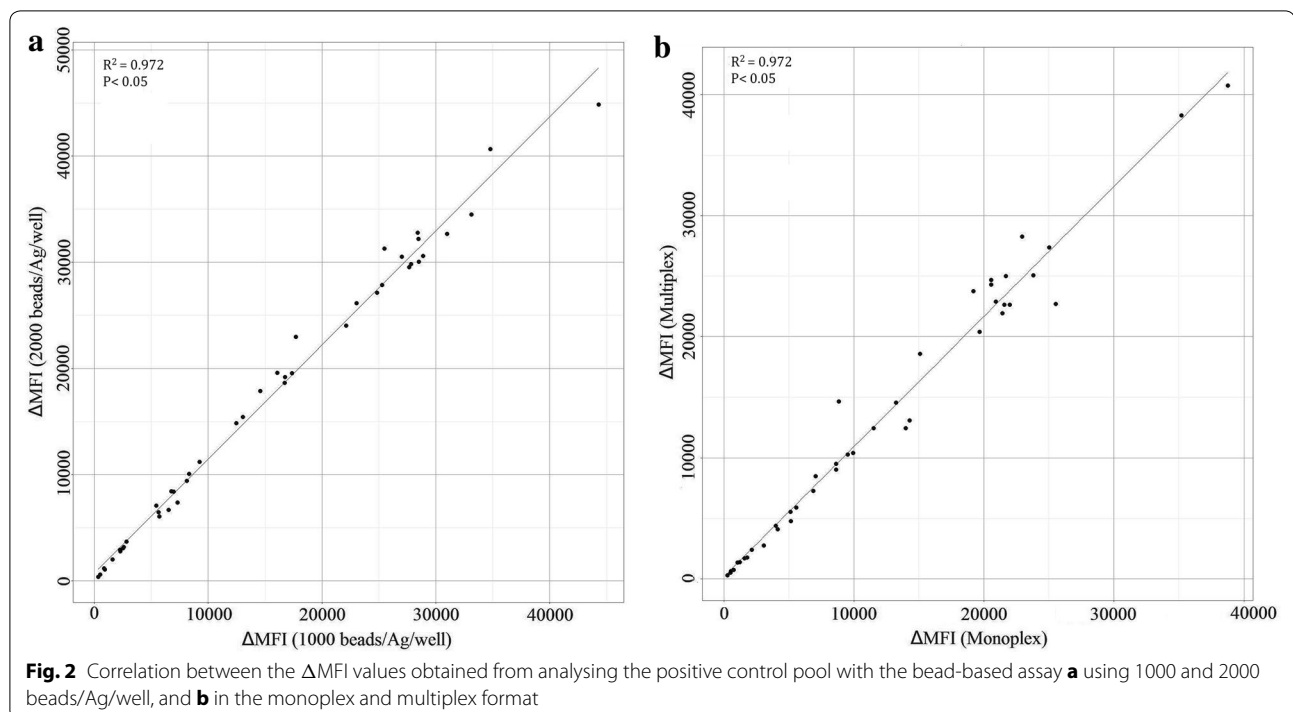 a
R² = 0.972
P< 0.05
50000
40000
30000
20000
10000
0
ΔMFI (2000 beads/Ag/well)
0 10000 20000 30000 40000
ΔMFI (1000 beads/Ag/well)
b
R² = 0.972
P< 0.05
40000
30000
20000
10000
0
ΔMFI (Multiplex)
0 10000 20000 30000 40000
ΔMFI (Monoplex)
Fig. 2 Correlation between the ΔMFI values obtained from analysing the positive control pool with the bead-based assay a using 1000 and 2000
beads/Ag/well, and b in the monoplex and multiplex format